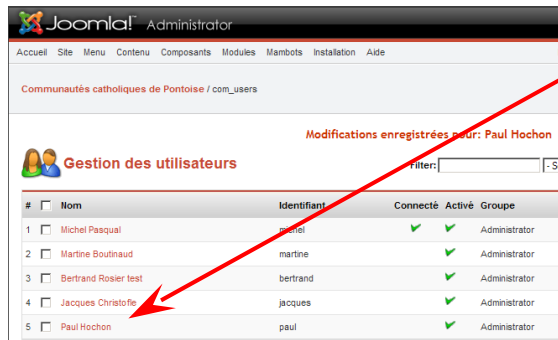 Joomla! Administrator
Accueil Site Menu Contenu Composants Modules Mambots Installation Aide
Communautés catholiques de Pontoise / com_users
Modifications enregistrées pour: Paul Hochon
Gestion des utilisateurs Filter: - S
# Nom Identifiant Connecté Activé Groupe
1 Michel Pasqual michel Administrator
2 Martine Boutinaud martine Administrator
3 Bertrand Rosier test bertrand Administrator
4 Jacques Christofle jacques Administrator
5 Paul Hochon paul Administrator